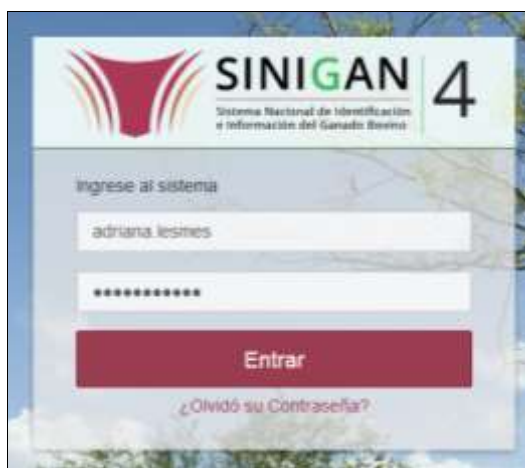 SINIGAN 4
Sistema Nacional de Identificación
e Información del Ganado Bovino
Ingrese al sistema
adriana.lesmes
•••••••••••
Entrar
¿Olvidó su Contraseña?